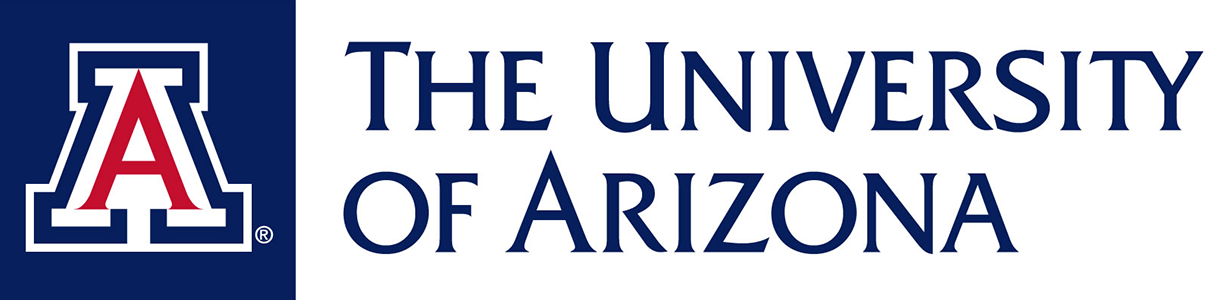 A®
THE UNIVERSITY
OF ARIZONA